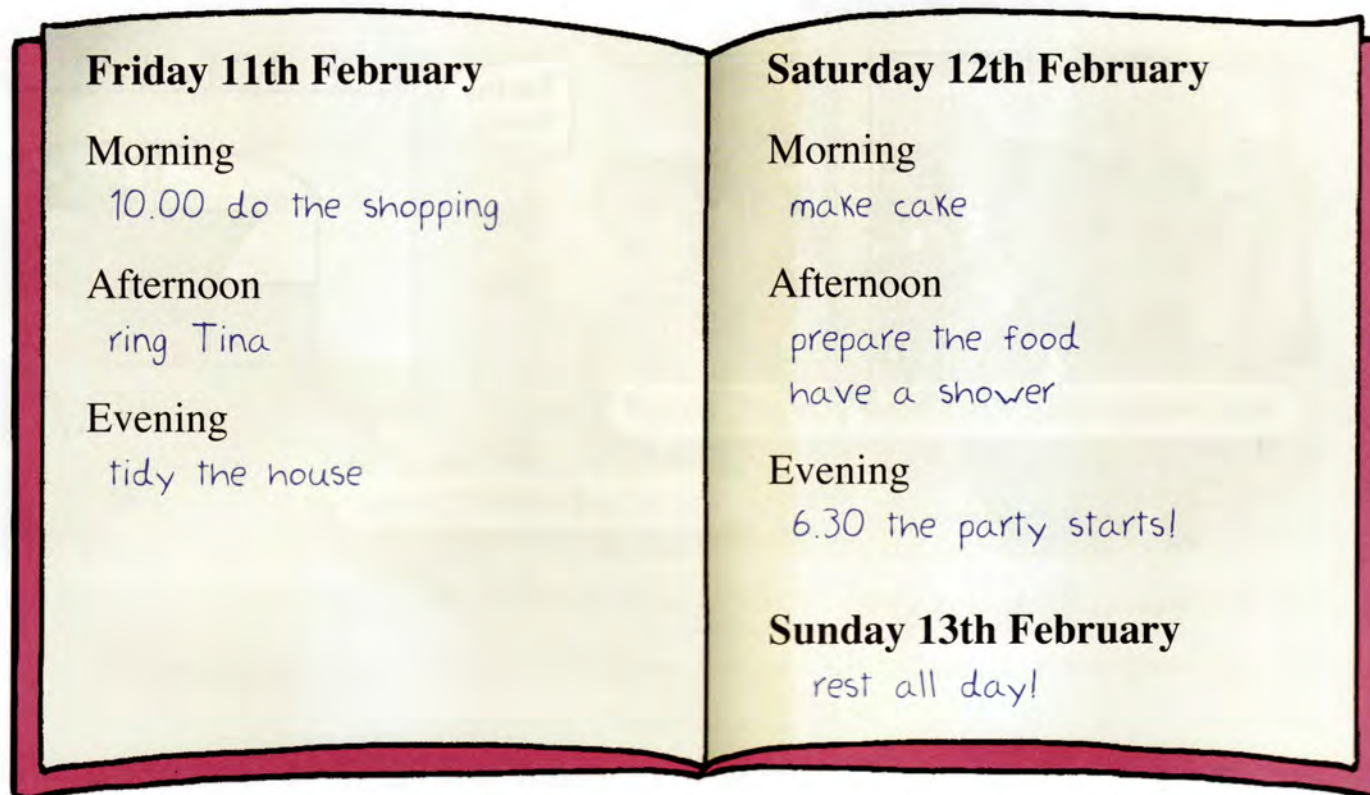 Friday 11th February
Morning
10.00 do the shopping
Afternoon
ring Tina
Evening
tidy the house
Saturday 12th February
Morning
make cake
Afternoon
prepare the food
have a shower
Evening
6.30 the party starts!
Sunday 13th February
rest all day!